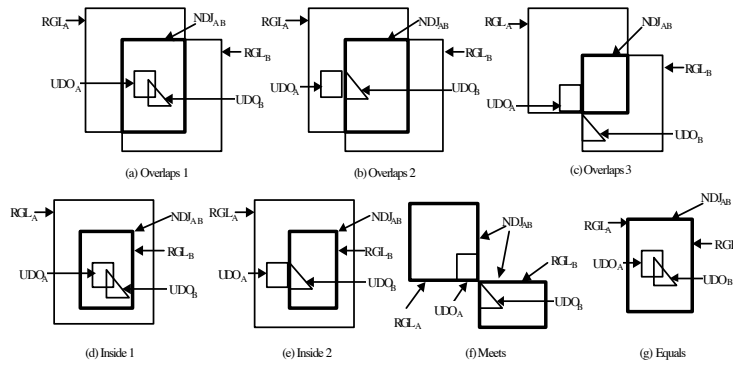 RGL_A NDJ_AB RGL_B UDO_A UDO_B
(a) Overlaps 1
RGL_A NDJ_AB RGL_B UDO_A UDO_B
(b) Overlaps 2
RGL_A NDJ_AB RGL_B UDO_A UDO_B
(c) Overlaps 3
RGL_A NDJ_AB RGL_B UDO_A UDO_B
(d) Inside 1
RGL_A NDJ_AB RGL_B UDO_A UDO_B
(e) Inside 2
NDJ_AB RGL_B RGL_A UDO_A UDO_B
(f) Meets
NDJ_AB RGL_A RGL UDO_A UDO_B
(g) Equals